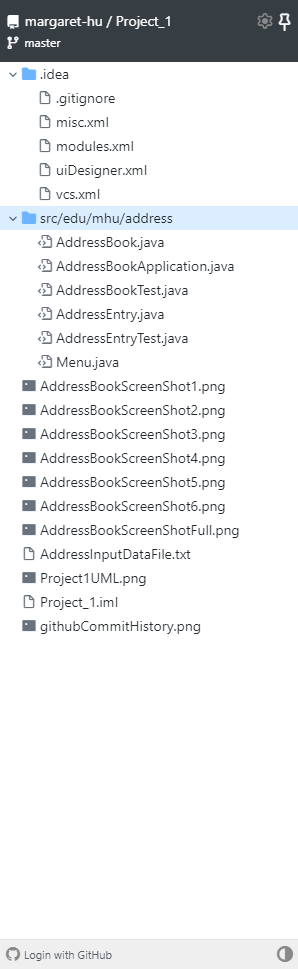 margaret-hu / Project_1
master
.idea
.gitignore
misc.xml
modules.xml
uiDesigner.xml
vcs.xml
src/edu/mhu/address
AddressBook.java
AddressBookApplication.java
AddressBookTest.java
AddressEntry.java
AddressEntryTest.java
Menu.java
AddressBookScreenShot1.png
AddressBookScreenShot2.png
AddressBookScreenShot3.png
AddressBookScreenShot4.png
AddressBookScreenShot5.png
AddressBookScreenShot6.png
AddressBookScreenShotFull.png
AddressInputDataFile.txt
Project1UML.png
Project_1.iml
githubCommitHistory.png
Login with GitHub